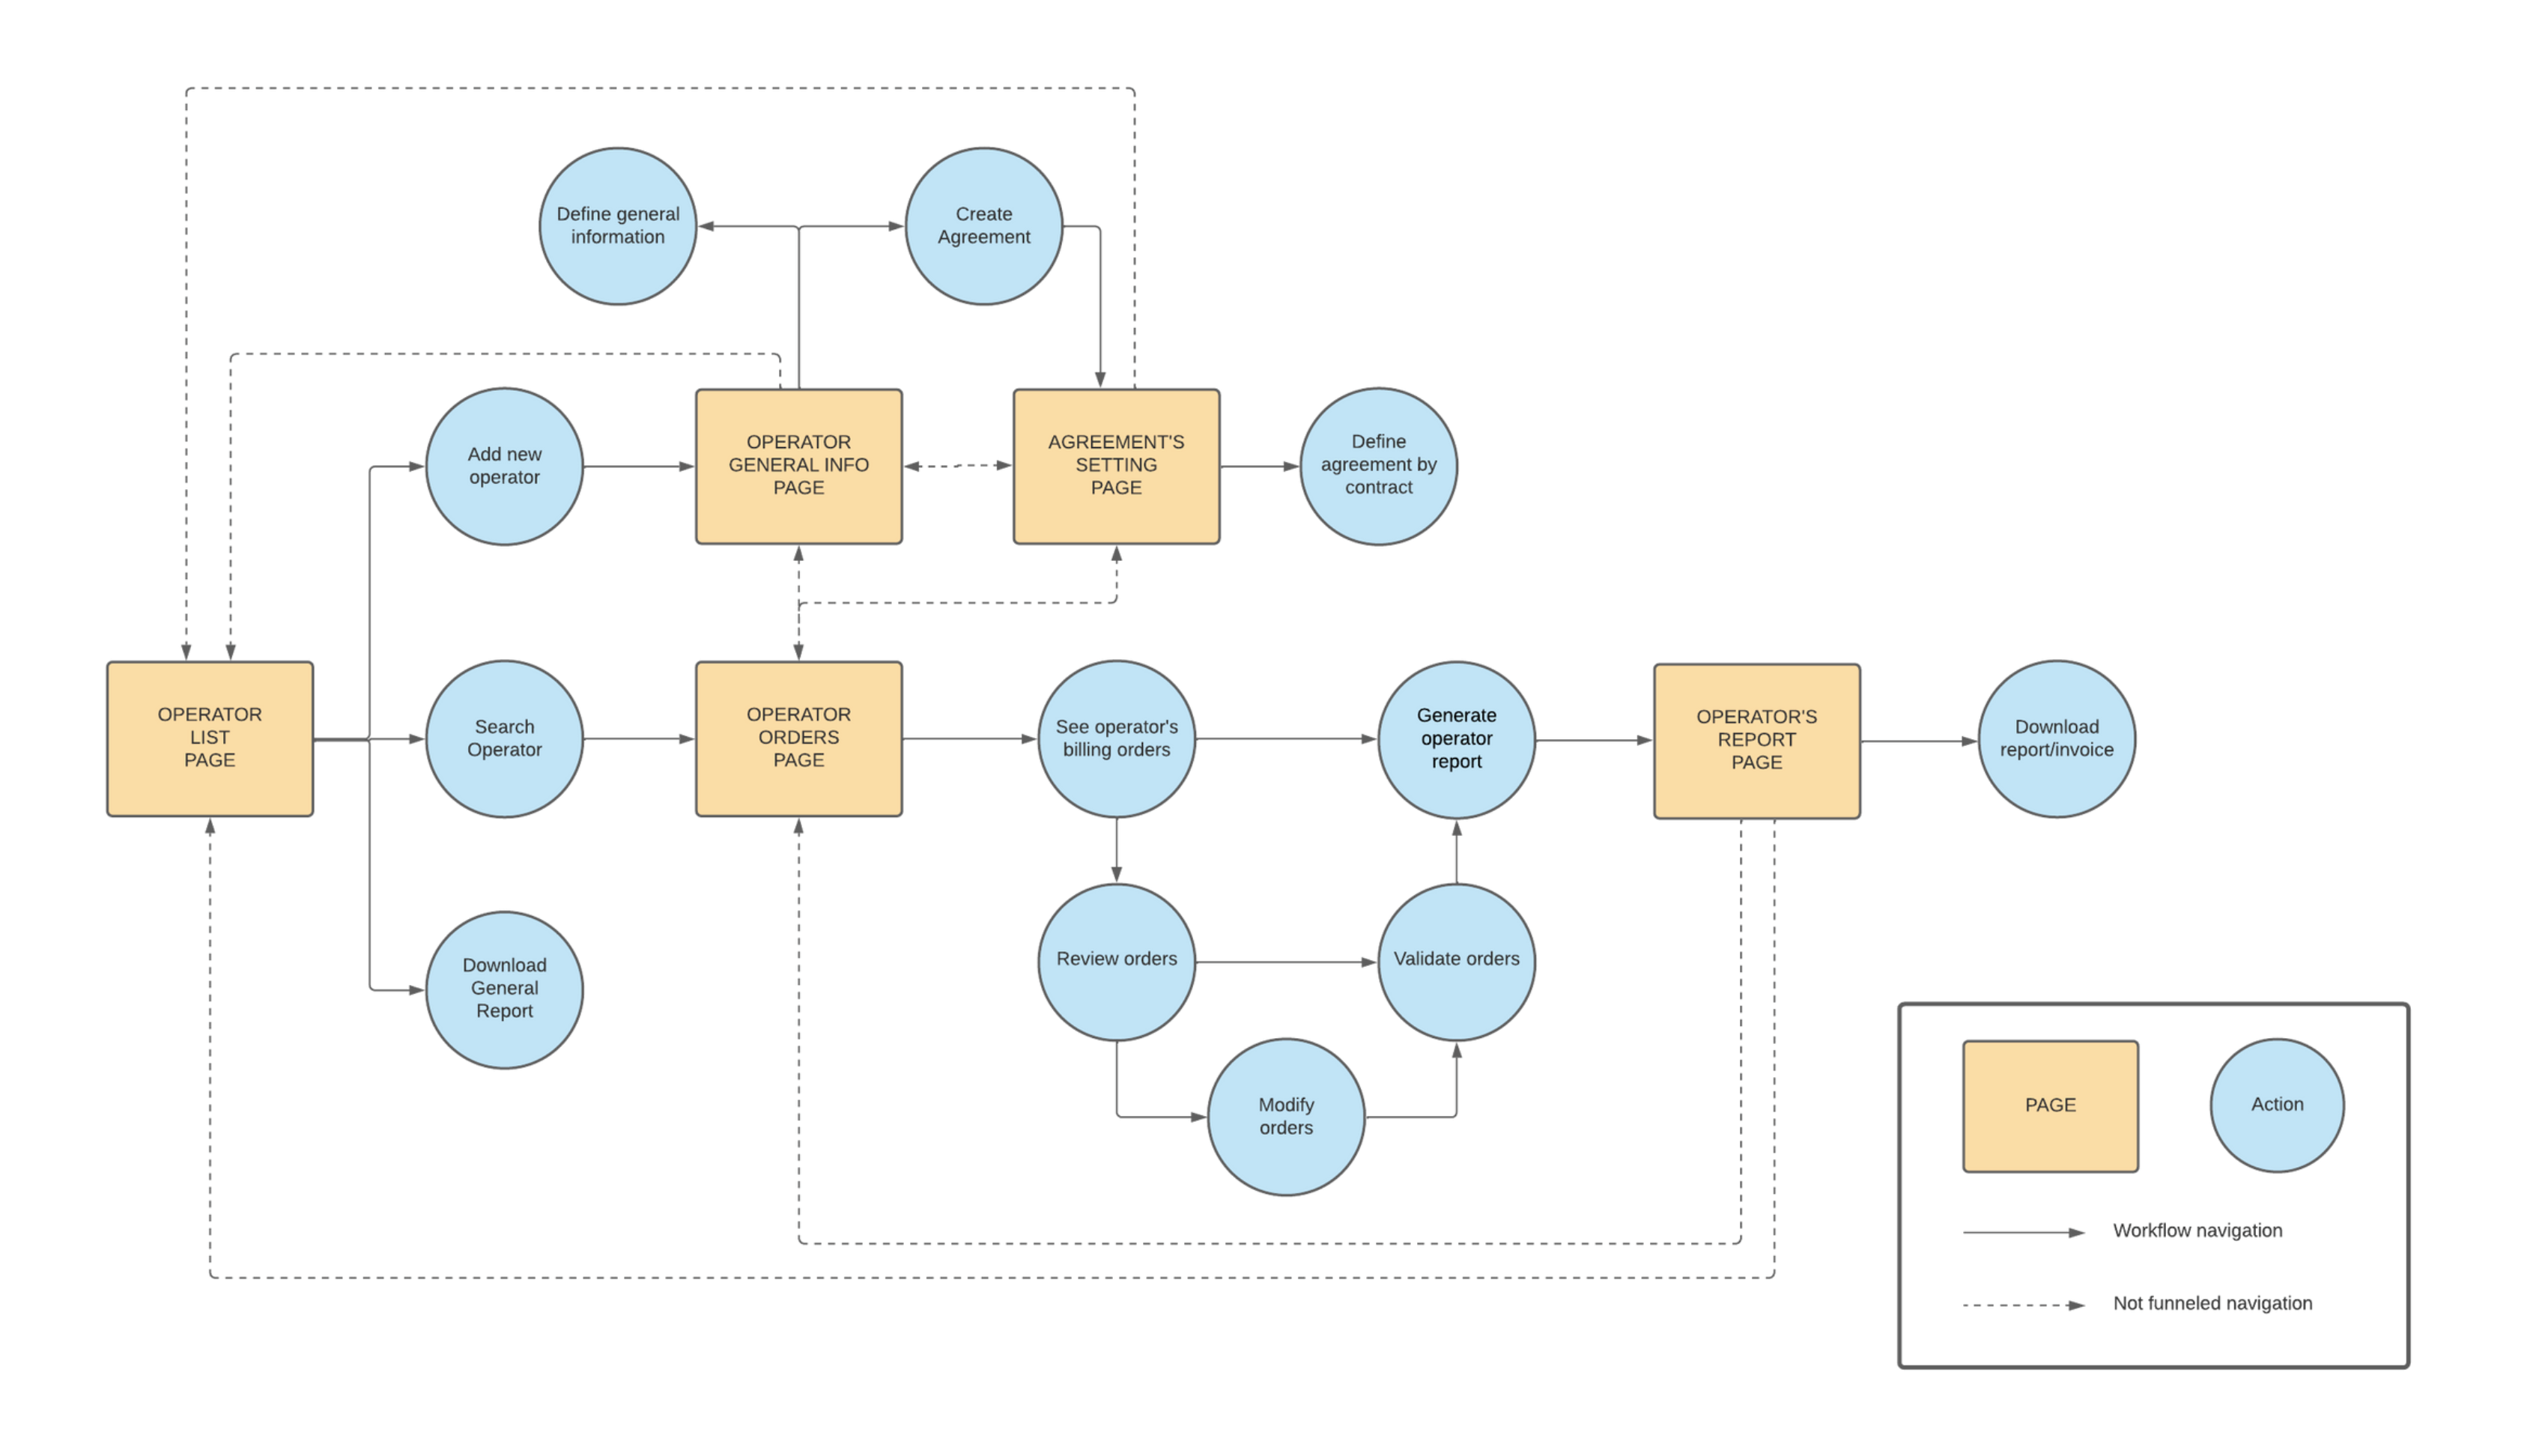 Define general
information
Create
Agreement
Add new
operator
OPERATOR
GENERAL INFO
PAGE
AGREEMENT'S
SETTING
PAGE
Define
agreement by
contract
OPERATOR
LIST
PAGE
Search
Operator
OPERATOR
ORDERS
PAGE
See operator's
billing orders
Generate
operator
report
OPERATOR'S
REPORT
PAGE
Download
report/invoice
Download
General
Report
Review orders
Validate orders
Modify
orders
PAGE
Action
Workflow navigation
Not funneled navigation